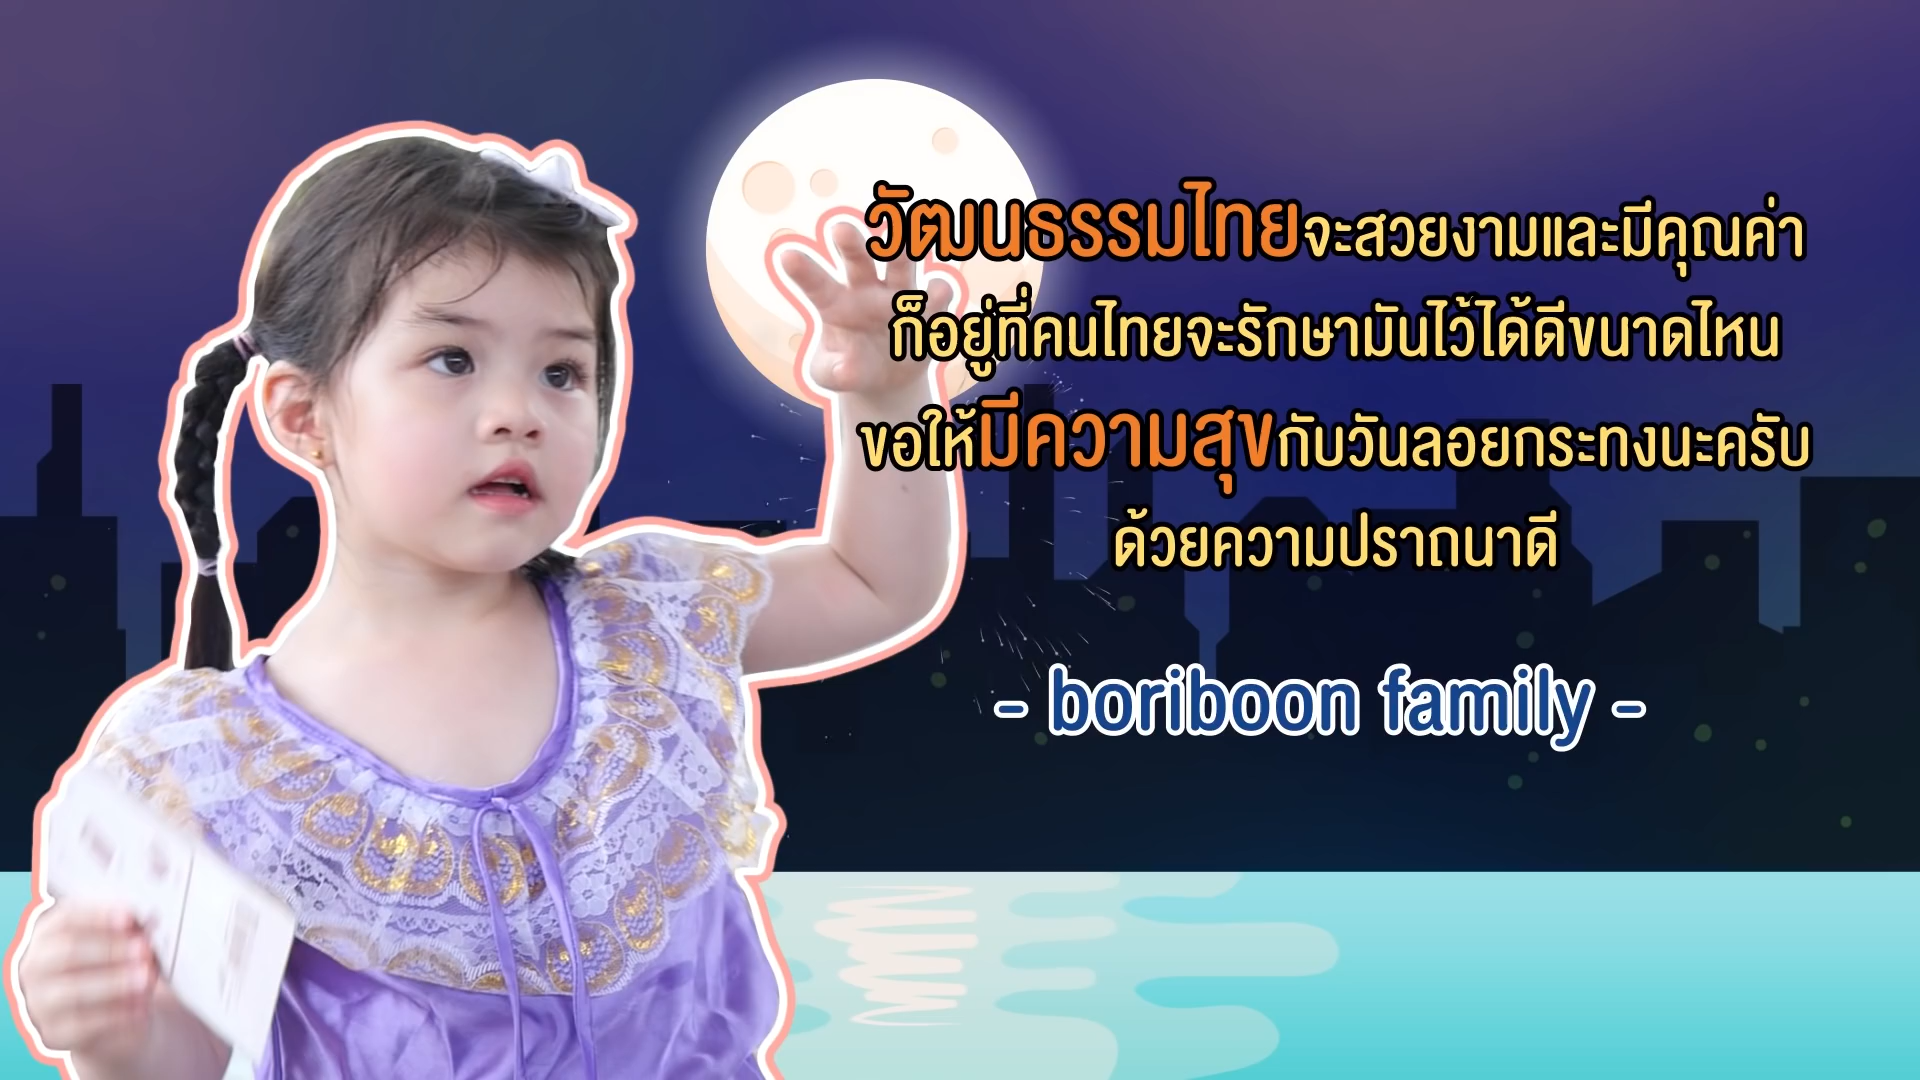 วัฒนธรรมไทยจะสวยงามและมีคุณค่า
ก็อยู่ที่คนไทยจะรักษามันไว้ได้ดีขนาดไหน
ขอให้มีความสุขกับวันลอยกระทงนะครับ
ด้วยความปราถนาดี
- boriboon family -